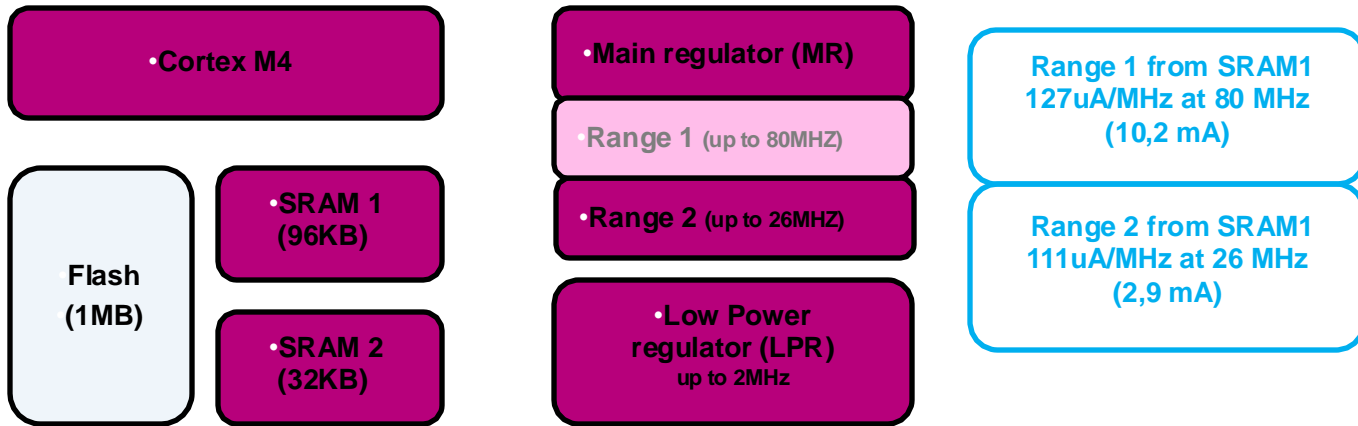 •Cortex M4
•Flash
(1MB)
•SRAM 1
(96KB)
•SRAM 2
(32KB)
•Main regulator (MR)
•Range 1 (up to 80MHZ)
•Range 2 (up to 26MHZ)
•Low Power
regulator (LPR)
up to 2MHz
Range 1 from SRAM1
127uA/MHz at 80 MHz
(10,2 mA)
Range 2 from SRAM1
111uA/MHz at 26 MHz
(2,9 mA)